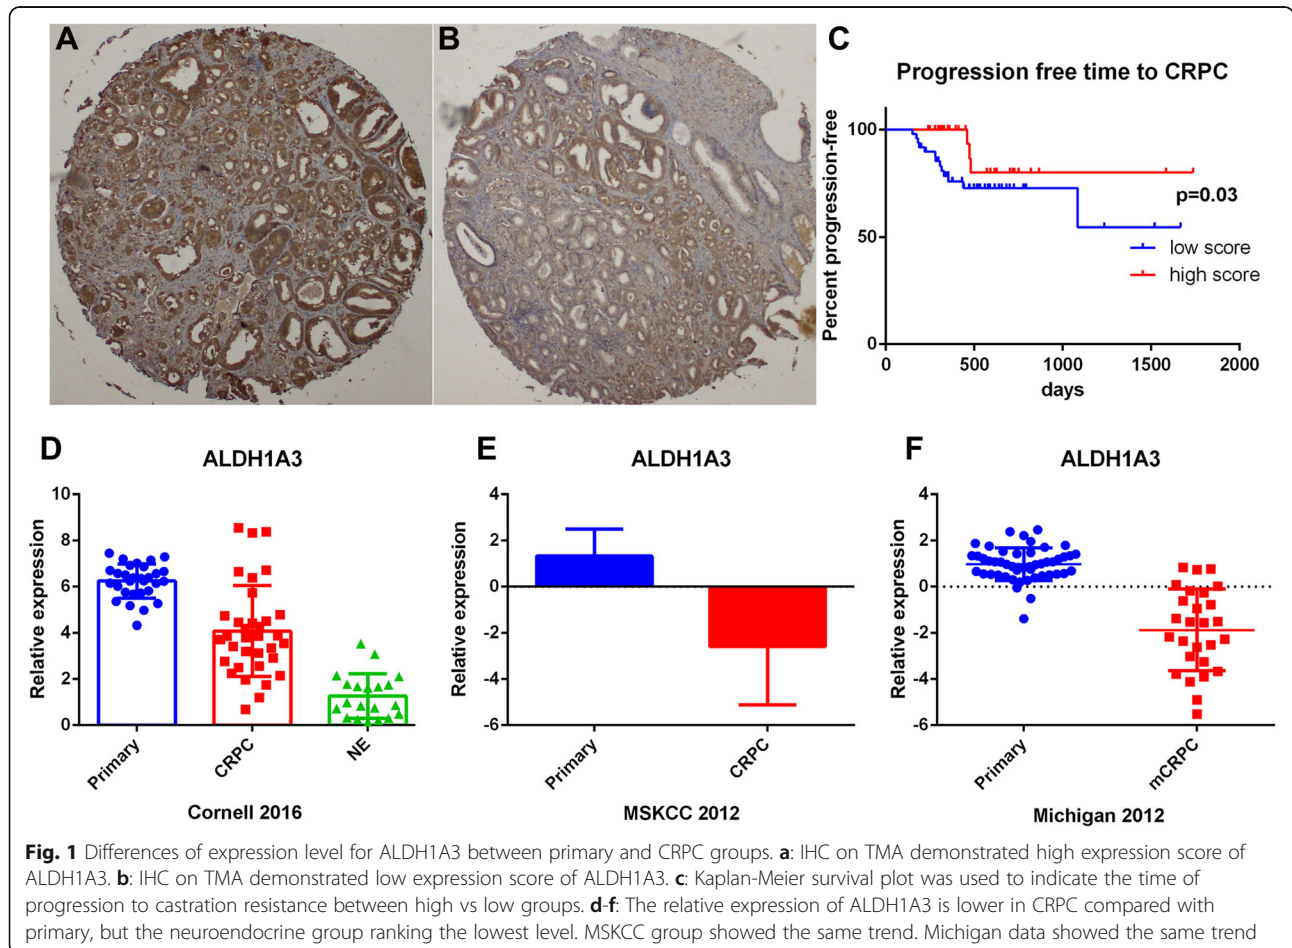 A
B
C
Progression free time to CRPC
Percent progression-free
100
50
0
p=0.03
low score
high score
0 500 1000 1500 2000
days
D
ALDH1A3
Relative expression
10
8
6
4
2
0
Primary
CRPC
NE
Cornell 2016
E
ALDH1A3
Relative expression
4
2
0
-2
-4
-6
Primary
CRPC
MSKCC 2012
F
ALDH1A3
Relative expression
4
2
0
-2
-4
-6
Primary
mCRPC
Michigan 2012
Fig. 1 Differences of expression level for ALDH1A3 between primary and CRPC groups. a: IHC on TMA demonstrated high expression score of
ALDH1A3. b: IHC on TMA demonstrated low expression score of ALDH1A3. c: Kaplan-Meier survival plot was used to indicate the time of
progression to castration resistance between high vs low groups. d-f: The relative expression of ALDH1A3 is lower in CRPC compared with
primary, but the neuroendocrine group ranking the lowest level. MSKCC group showed the same trend. Michigan data showed the same trend